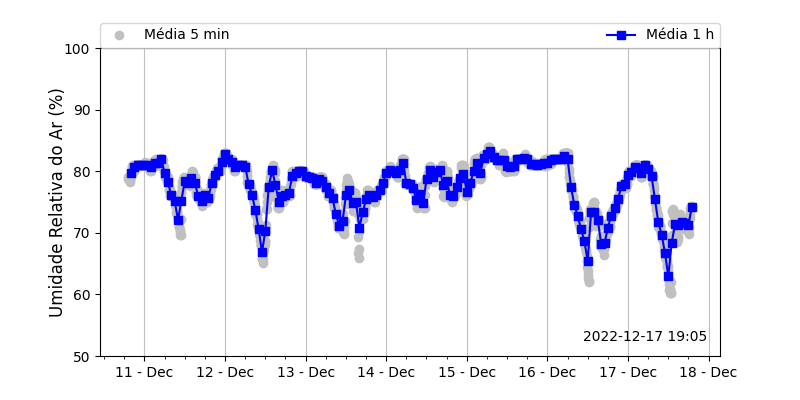 Média 5 min
Média 1 h
Umidade Relativa do Ar (%)
100
90
80
70
60
50
2022-12-17 19:05
11 - Dec
12 - Dec
13 - Dec
14 - Dec
15 - Dec
16 - Dec
17 - Dec
18 - Dec